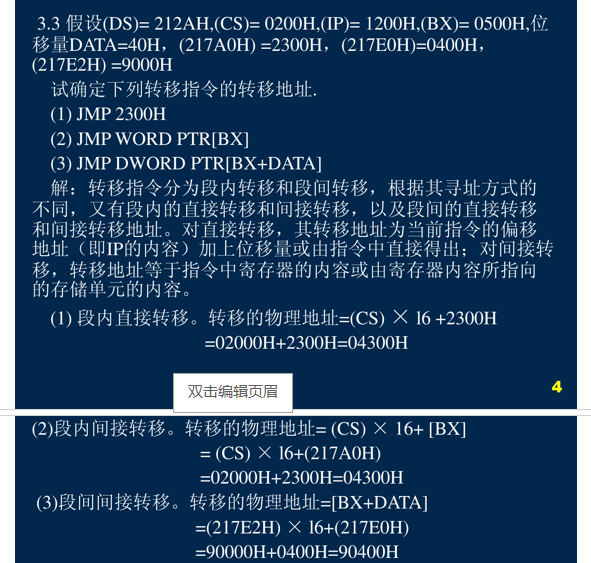 3.3 假设(DS)= 212AH,(CS)= 0200H,(IP)= 1200H,(BX)= 0500H,位
移量DATA=40H，(217A0H) =2300H，(217E0H)=0400H，
(217E2H) =9000H
试确定下列转移指令的转移地址.
(1) JMP 2300H
(2) JMP WORD PTR[BX]
(3) JMP DWORD PTR[BX+DATA]
解：转移指令分为段内转移和段间转移，根据其寻址方式的
不同，又有段内的直接转移和间接转移，以及段间的直接转移
和间接转移地址。对直接转移，其转移地址为当前指令的偏移
地址（即IP的内容）加上位移量或由指令中直接得出；对间接转
移，转移地址等于指令中寄存器的内容或由寄存器内容所指向
的存储单元的内容。
(1) 段内直接转移。转移的物理地址=(CS) × l6 +2300H
=02000H+2300H=04300H
双击编辑页眉
4
(2)段内间接转移。转移的物理地址= (CS) × 16+ [BX]
= (CS) × l6+(217A0H)
=02000H+2300H=04300H
(3)段间间接转移。转移的物理地址=[BX+DATA]
=(217E2H) × l6+(217E0H)
=90000H+0400H=90400H